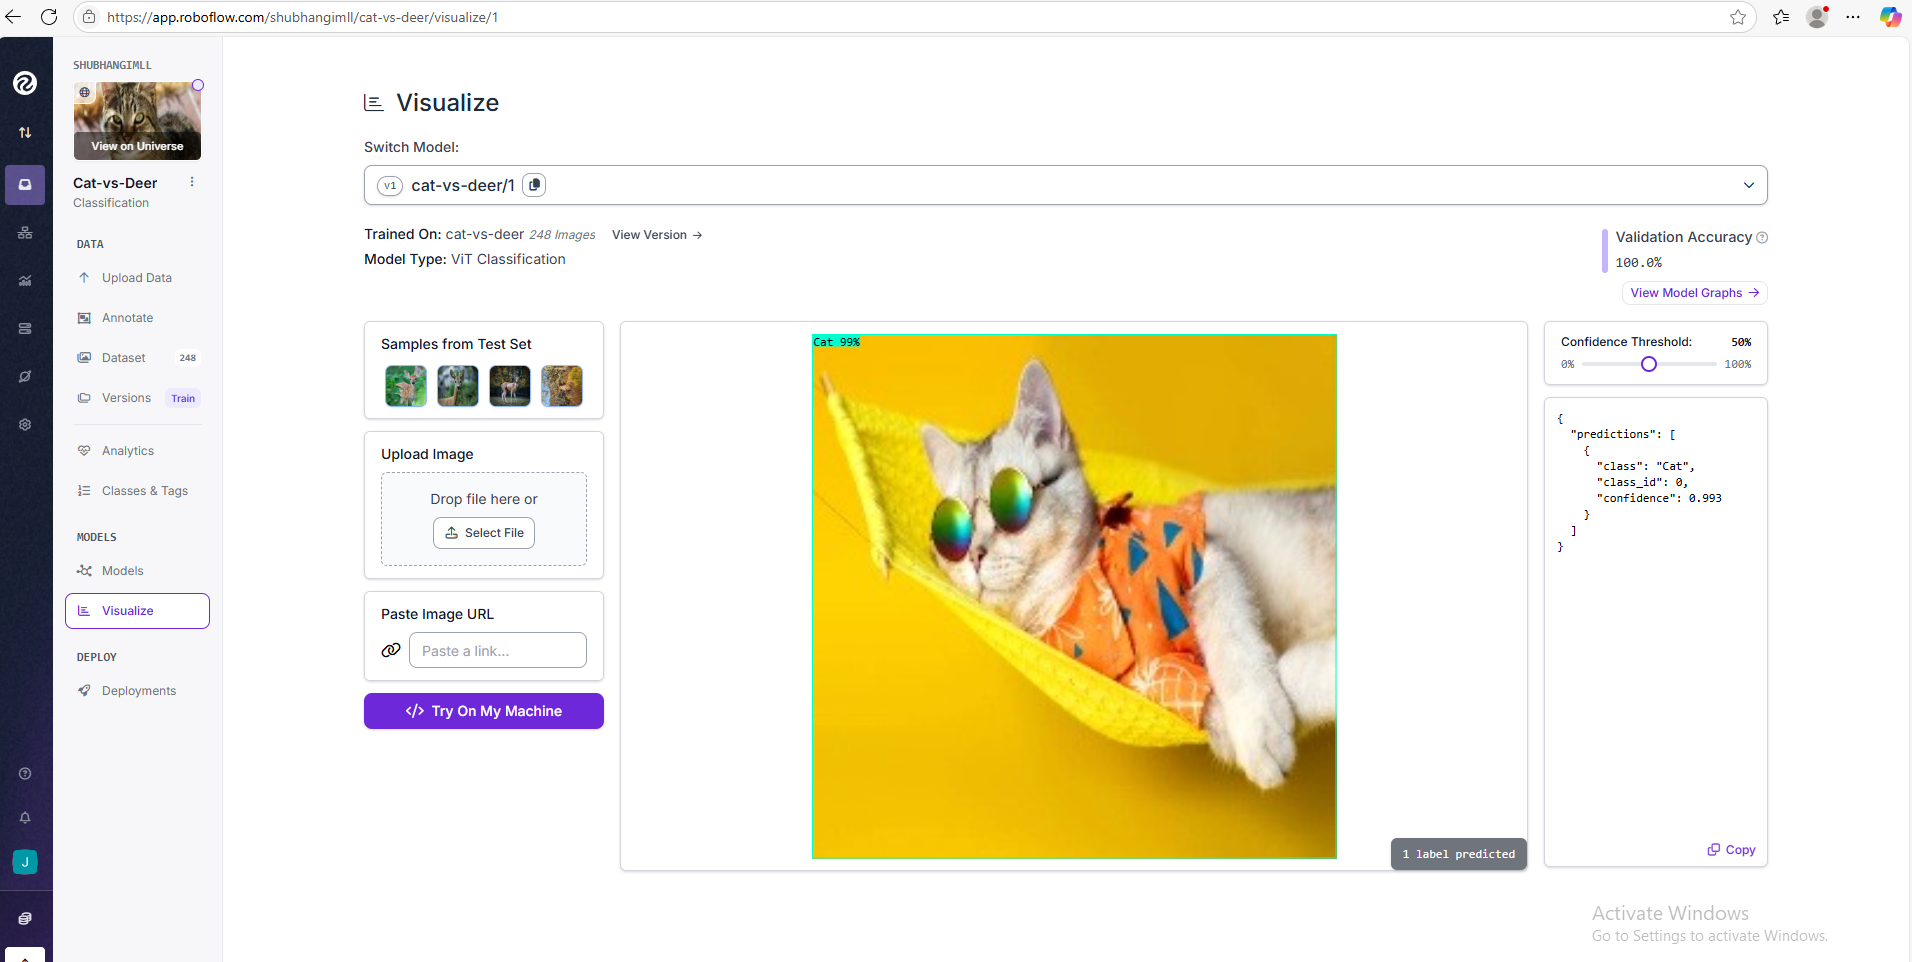 https://app.roboflow.com/shubhangimll/cat-vs-deer/visualize/1
SHUBHANGIMLL
View on Universe
Cat-vs-Deer
Classification
DATA
Upload Data
Annotate
Dataset 248
Versions Train
Analytics
Classes & Tags
MODELS
Models
Visualize
DEPLOY
Deployments
J
Visualize
Switch Model:
v1 cat-vs-deer/1
Trained On: cat-vs-deer 248 Images View Version →
Model Type: ViT Classification
Validation Accuracy
100.0%
View Model Graphs →
Samples from Test Set
Upload Image
Drop file here or
Select File
Paste Image URL
Paste a link...
</> Try On My Machine
Cat 99%
1 label predicted
Confidence Threshold: 50%
0% 100%
{
"predictions": [
{
"class": "Cat",
"class_id": 0,
"confidence": 0.993
}
]
}
Copy
Activate Windows
Go to Settings to activate Windows.